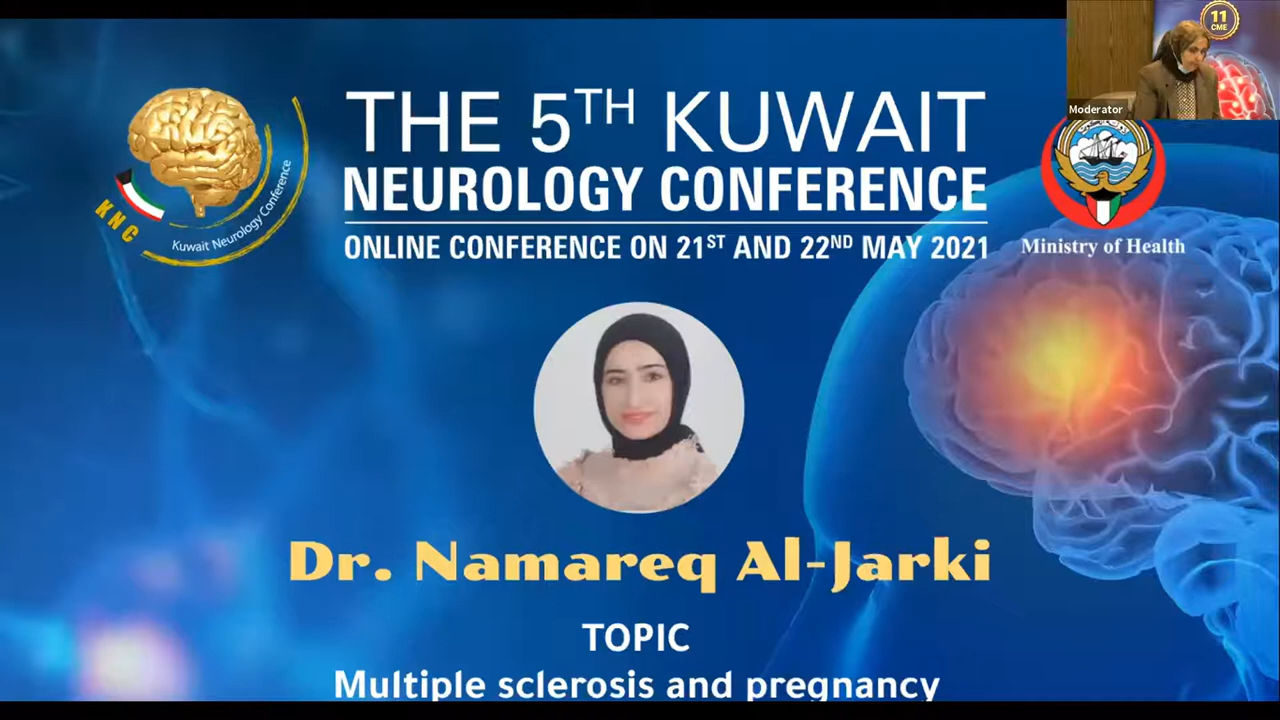 11
CME
Moderator
KNC
Kuwait Neurology Conference
THE 5TH KUWAIT
NEUROLOGY CONFERENCE
ONLINE CONFERENCE ON 21ST AND 22ND MAY 2021
Ministry of Health
Dr. Namareq Al-Jarki
TOPIC
Multiple sclerosis and pregnancy